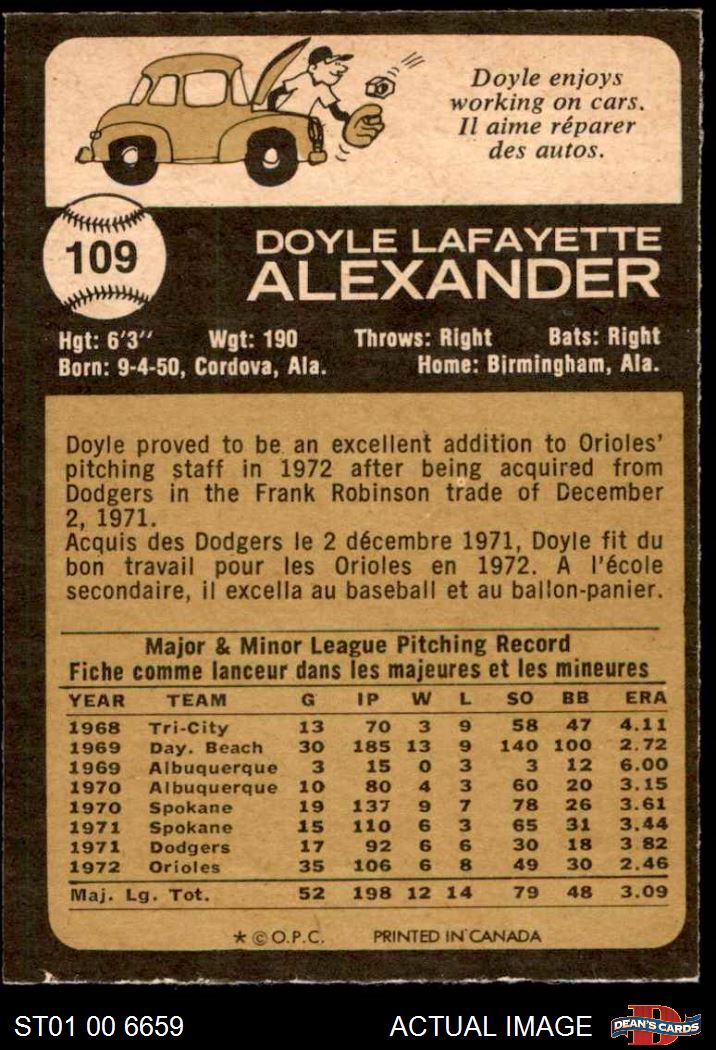 Doyle enjoys
working on cars.
Il aime réparer
des autos.
109
DOYLE LAFAYETTE
ALEXANDER
Hgt: 6'3" Wgt: 190 Throws: Right Bats: Right
Born: 9-4-50, Cordova, Ala. Home: Birmingham, Ala.
Doyle proved to be an excellent addition to Orioles'
pitching staff in 1972 after being acquired from
Dodgers in the Frank Robinson trade of December
2, 1971.
Acquis des Dodgers le 2 décembre 1971, Doyle fit du
bon travail pour les Orioles en 1972. A l'école
secondaire, il excella au baseball et au ballon-panier.
Major & Minor League Pitching Record
Fiche comme lanceur dans les majeures et les mineures
YEAR TEAM G IP W L SO BB ERA
1968 Tri-City 13 70 3 9 58 47 4.11
1969 Day. Beach 30 185 13 9 140 100 2.72
1969 Albuquerque 3 15 0 3 3 12 6.00
1970 Albuquerque 10 80 4 3 60 20 3.15
1970 Spokane 19 137 9 7 78 26 3.61
1971 Spokane 15 110 6 3 65 31 3.44
1971 Dodgers 17 92 6 6 30 18 3.82
1972 Orioles 35 106 6 8 49 30 2.46
Maj. Lg. Tot. 52 198 12 14 79 48 3.09
* © O.P.C. PRINTED IN CANADA
ST01 00 6659 ACTUAL IMAGE D DEAN'S CARDS